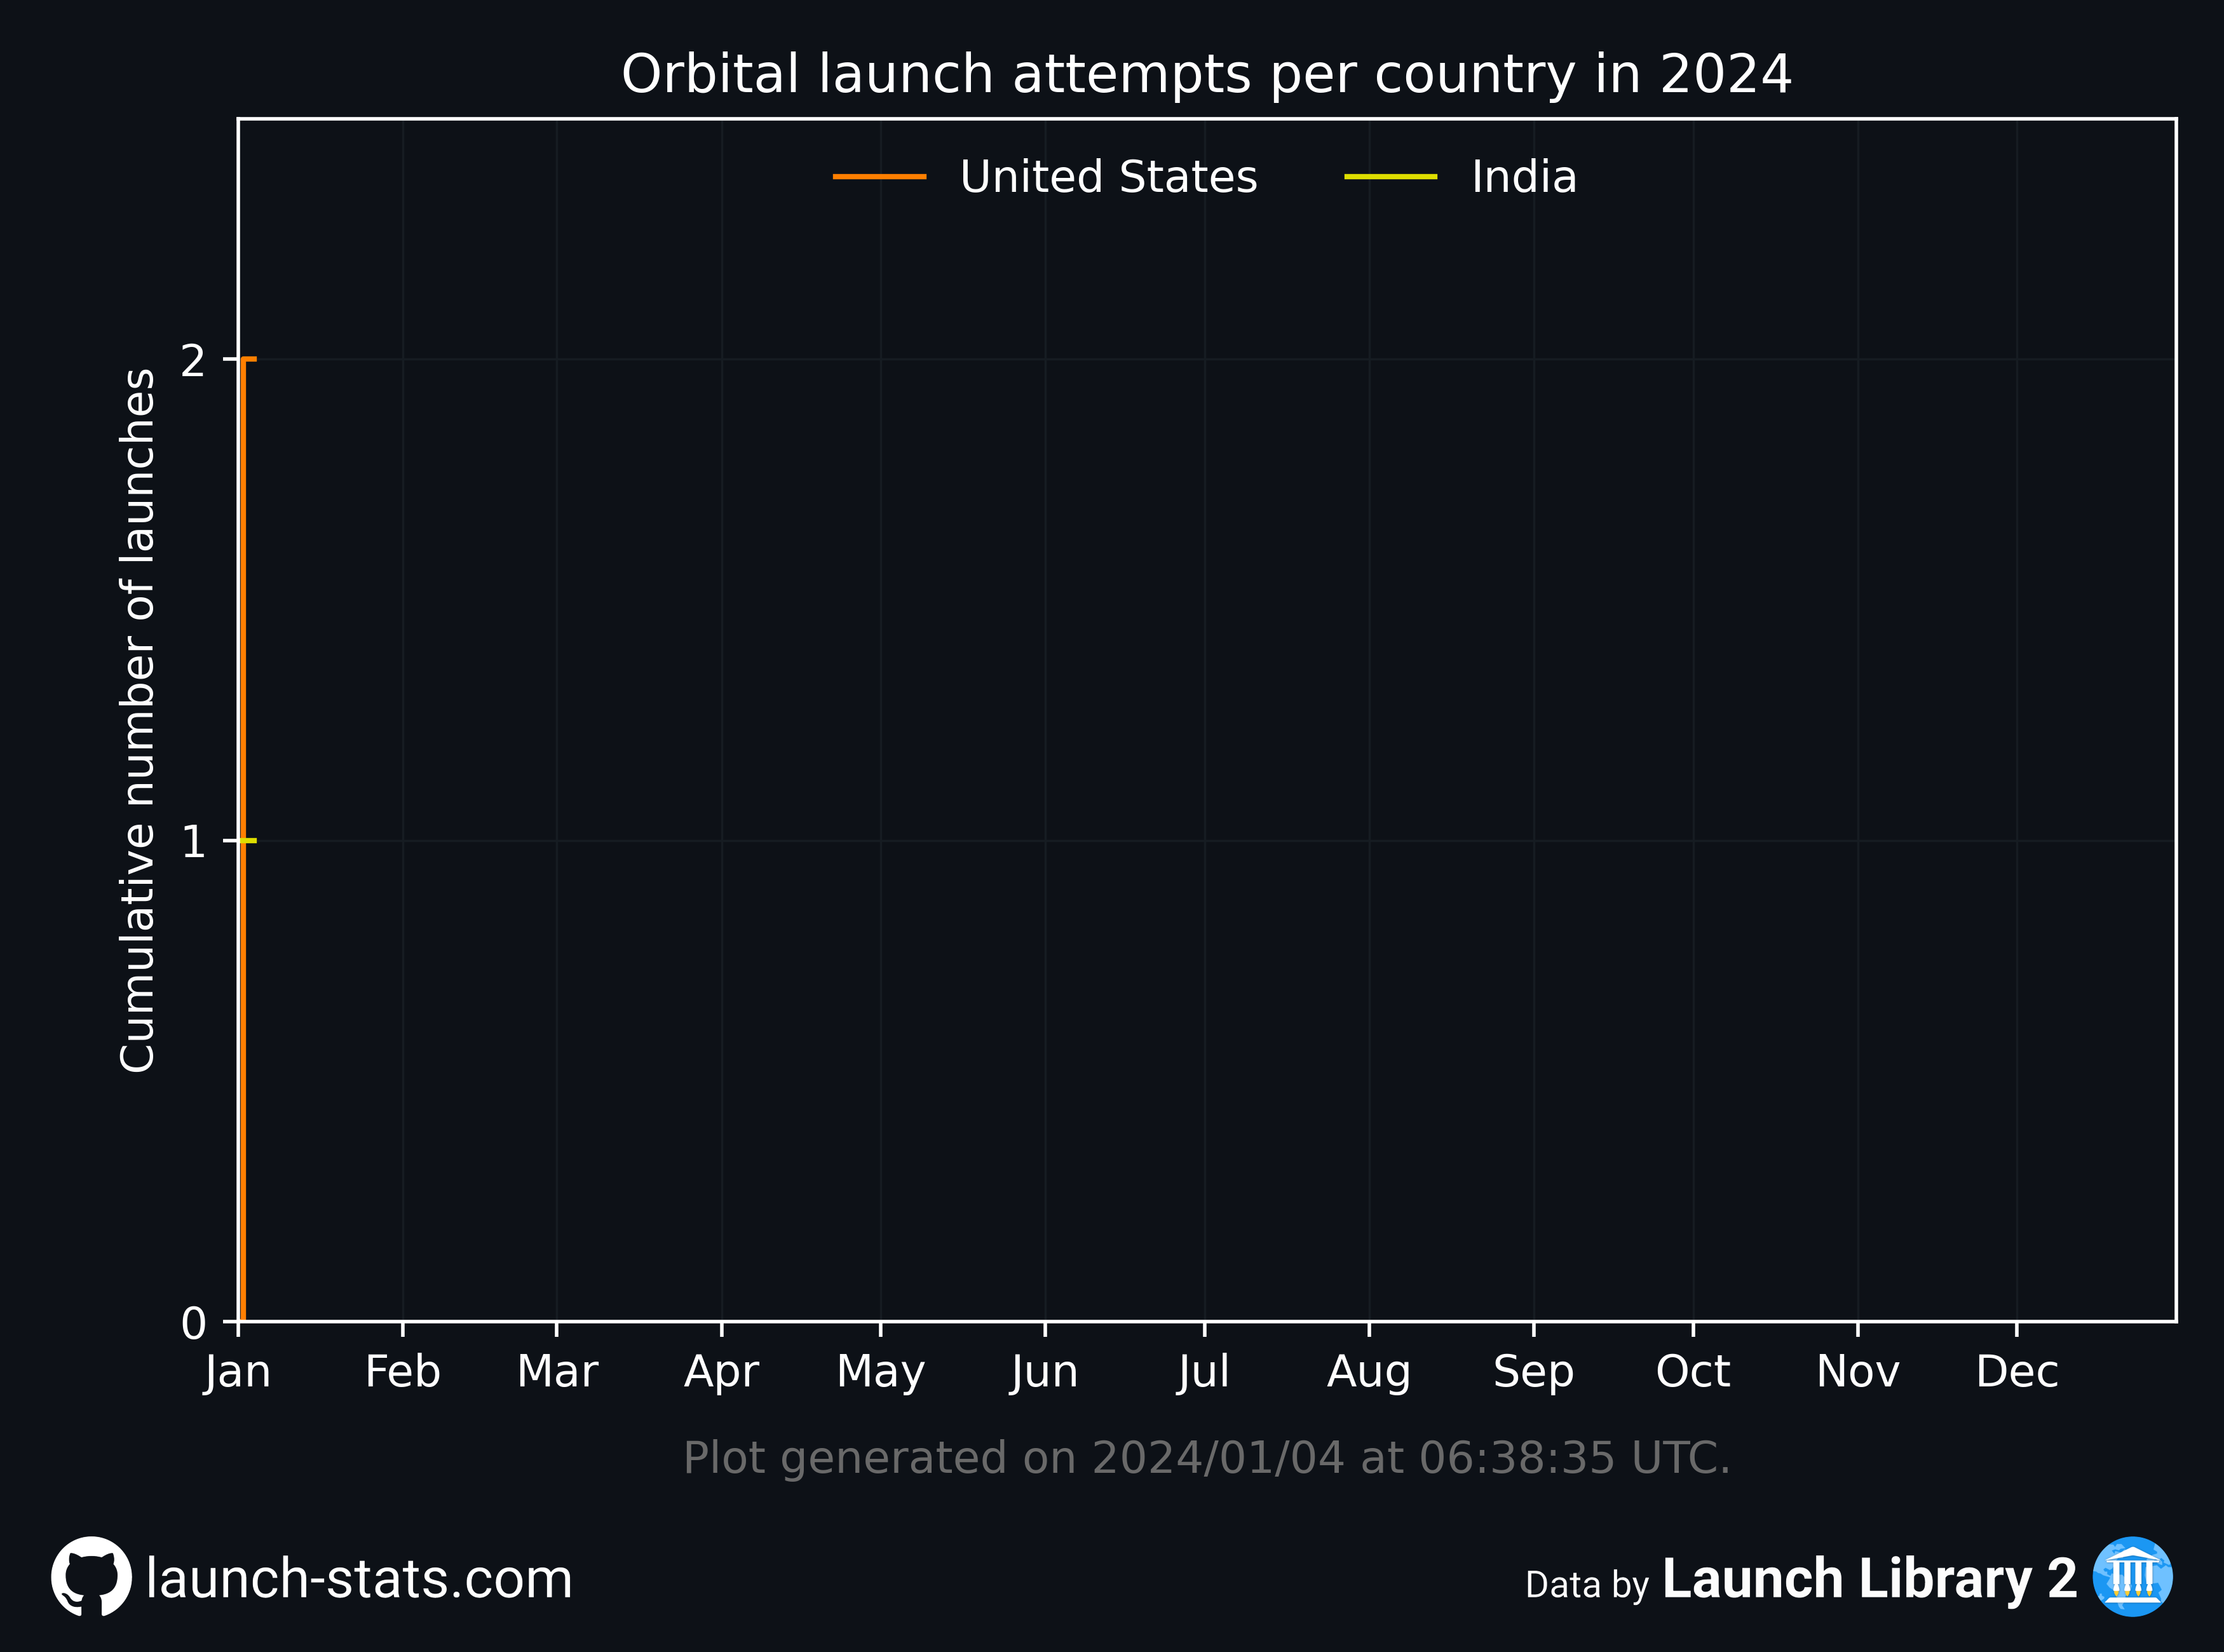 Orbital launch attempts per country in 2024
United States
India
Cumulative number of launches
2
1
0
Jan Feb Mar Apr May Jun Jul Aug Sep Oct Nov Dec
Plot generated on 2024/01/04 at 06:38:35 UTC.
launch-stats.com
Data by Launch Library 2